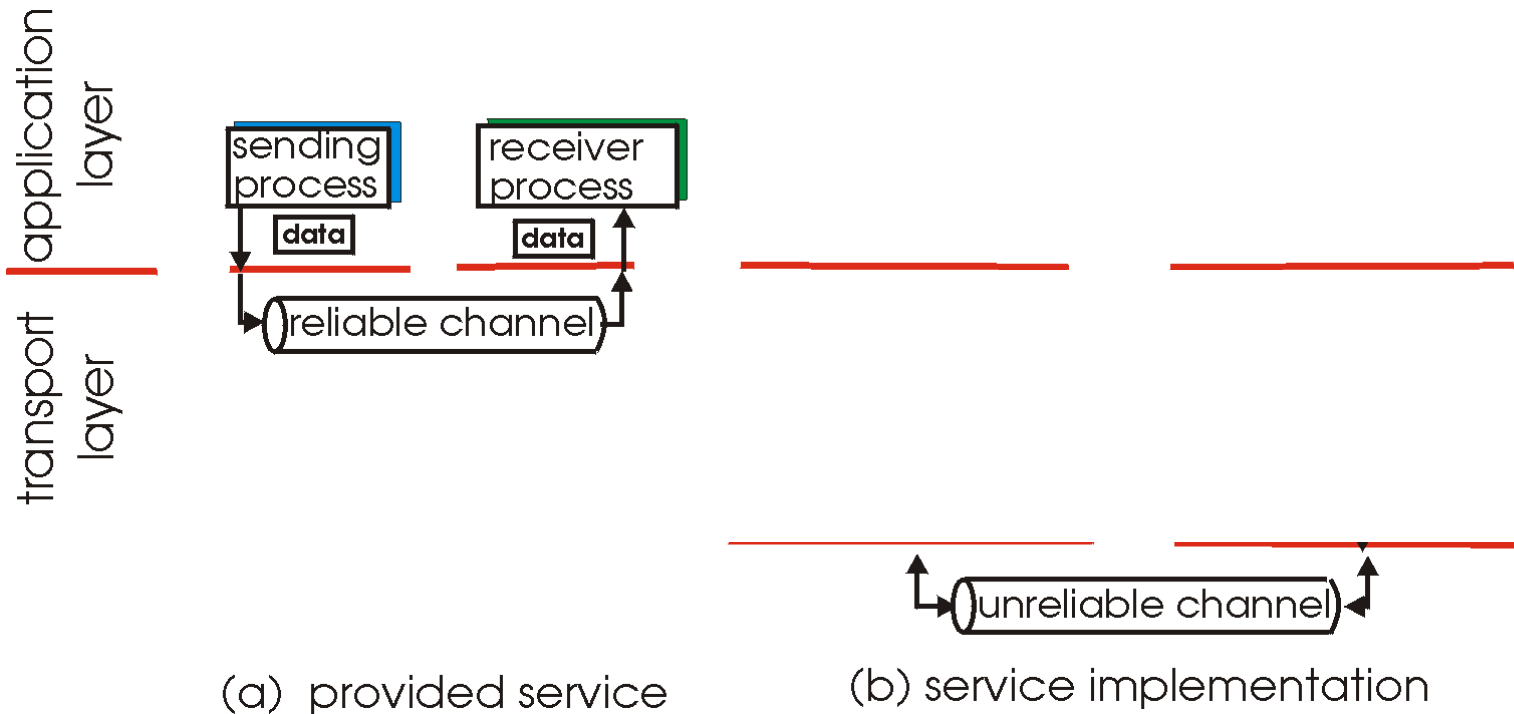 application
layer
transport
layer
sending
process
data
receiver
process
data
reliable channel
unreliable channel
(a) provided service
(b) service implementation